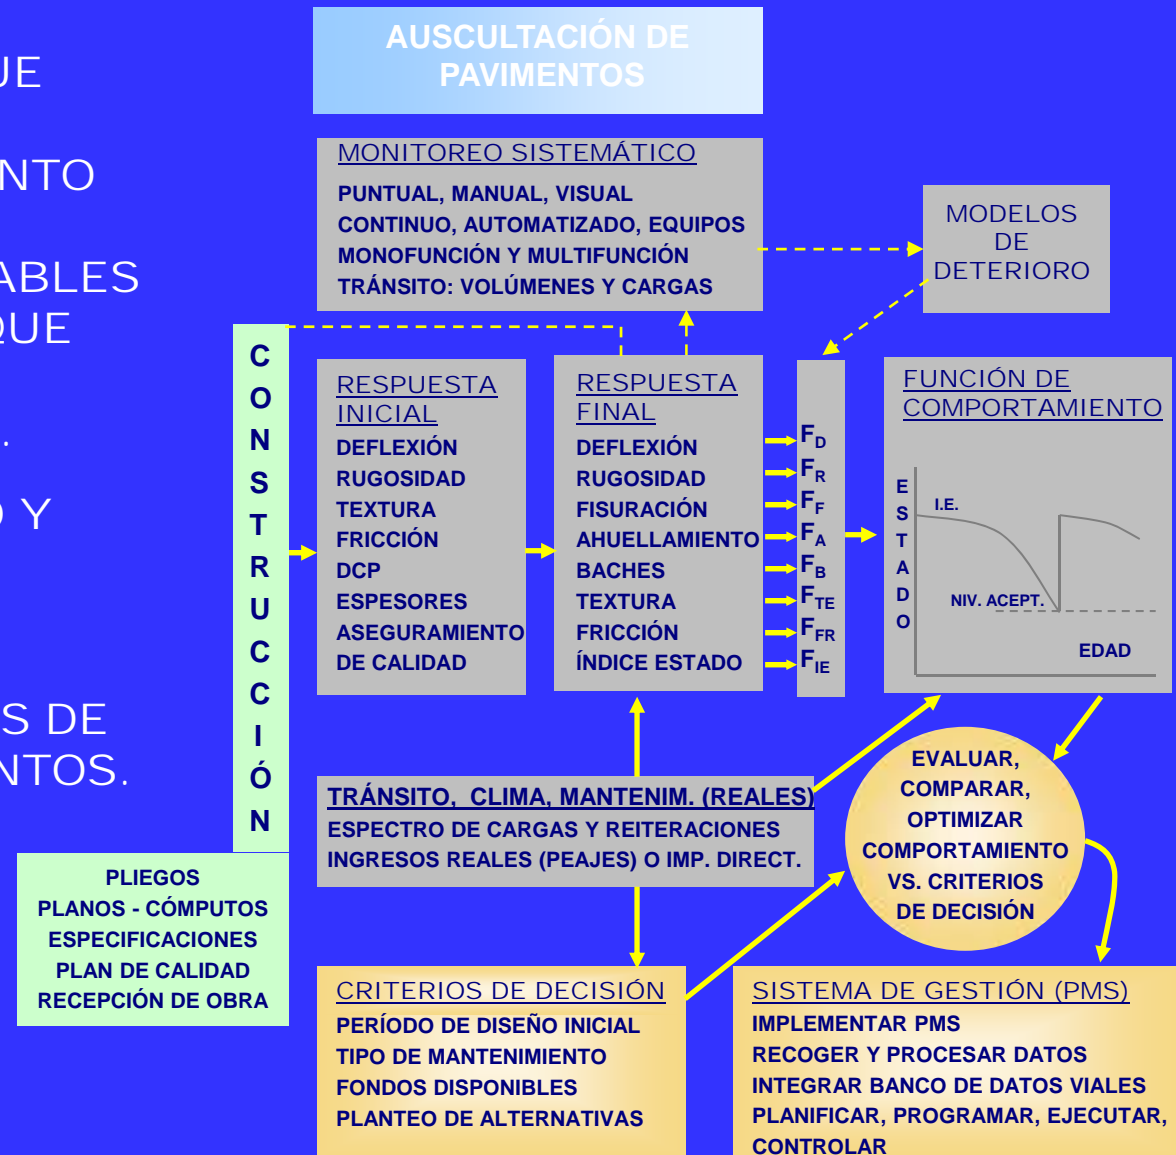 UE
NTO
ABLES
QUE
.
O Y
S DE
NTOS.
AUSCULTACIÓN DE
PAVIMENTOS
MONITOREO SISTEMÁTICO
PUNTUAL, MANUAL, VISUAL
CONTINUO, AUTOMATIZADO, EQUIPOS
MONOFUNCIÓN Y MULTIFUNCIÓN
TRÁNSITO: VOLÚMENES Y CARGAS
MODELOS
DE
DETERIORO
CONSTRUCCIÓN
PLIEGOS
PLANOS - CÓMPUTOS
ESPECIFICACIONES
PLAN DE CALIDAD
RECEPCIÓN DE OBRA
RESPUESTA
INICIAL
DEFLEXIÓN
RUGOSIDAD
TEXTURA
FRICCIÓN
DCP
ESPESORES
ASEGURAMIENTO
DE CALIDAD
RESPUESTA
FINAL
DEFLEXIÓN
RUGOSIDAD
FISURACIÓN
AHUELLAMIENTO
BACHES
TEXTURA
FRICCIÓN
ÍNDICE ESTADO
FD
FR
FF
FA
FB
FTE
FFR
FIE
FUNCIÓN DE
COMPORTAMIENTO
ESTADO
I.E.
NIV. ACEPT.
EDAD
TRÁNSITO, CLIMA, MANTENIM. (REALES)
ESPECTRO DE CARGAS Y REITERACIONES
INGRESOS REALES (PEAJES) O IMP. DIRECT.
EVALUAR,
COMPARAR,
OPTIMIZAR
COMPORTAMIENTO
VS. CRITERIOS
DE DECISIÓN
CRITERIOS DE DECISIÓN
PERÍODO DE DISEÑO INICIAL
TIPO DE MANTENIMIENTO
FONDOS DISPONIBLES
PLANTEO DE ALTERNATIVAS
SISTEMA DE GESTIÓN (PMS)
IMPLEMENTAR PMS
RECOGER Y PROCESAR DATOS
INTEGRAR BANCO DE DATOS VIALES
PLANIFICAR, PROGRAMAR, EJECUTAR,
CONTROLAR